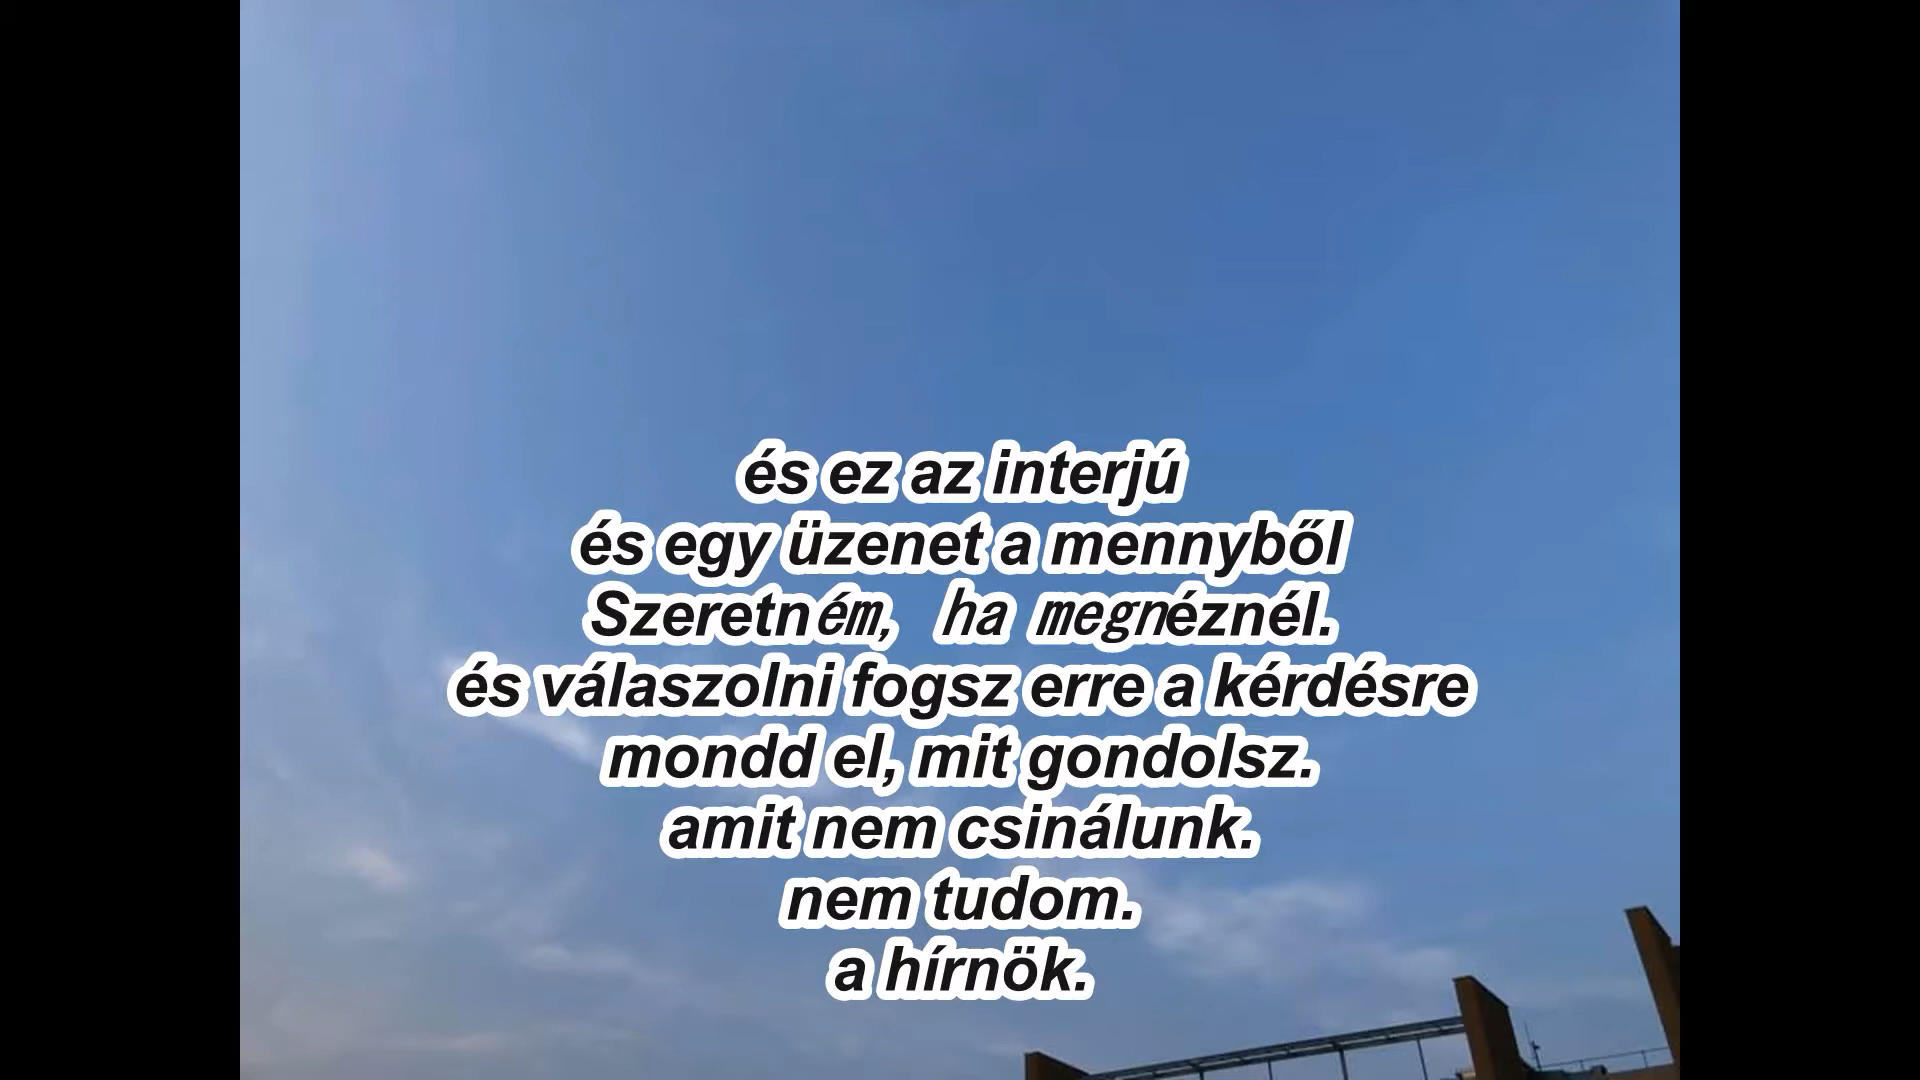 és ez az interjú
és egy üzenet a mennyből
Szeretném, ha megnéznél.
és válaszolni fogsz erre a kérdésre
mondd el, mit gondolsz.
amit nem csinálunk.
nem tudom.
a hírnök.